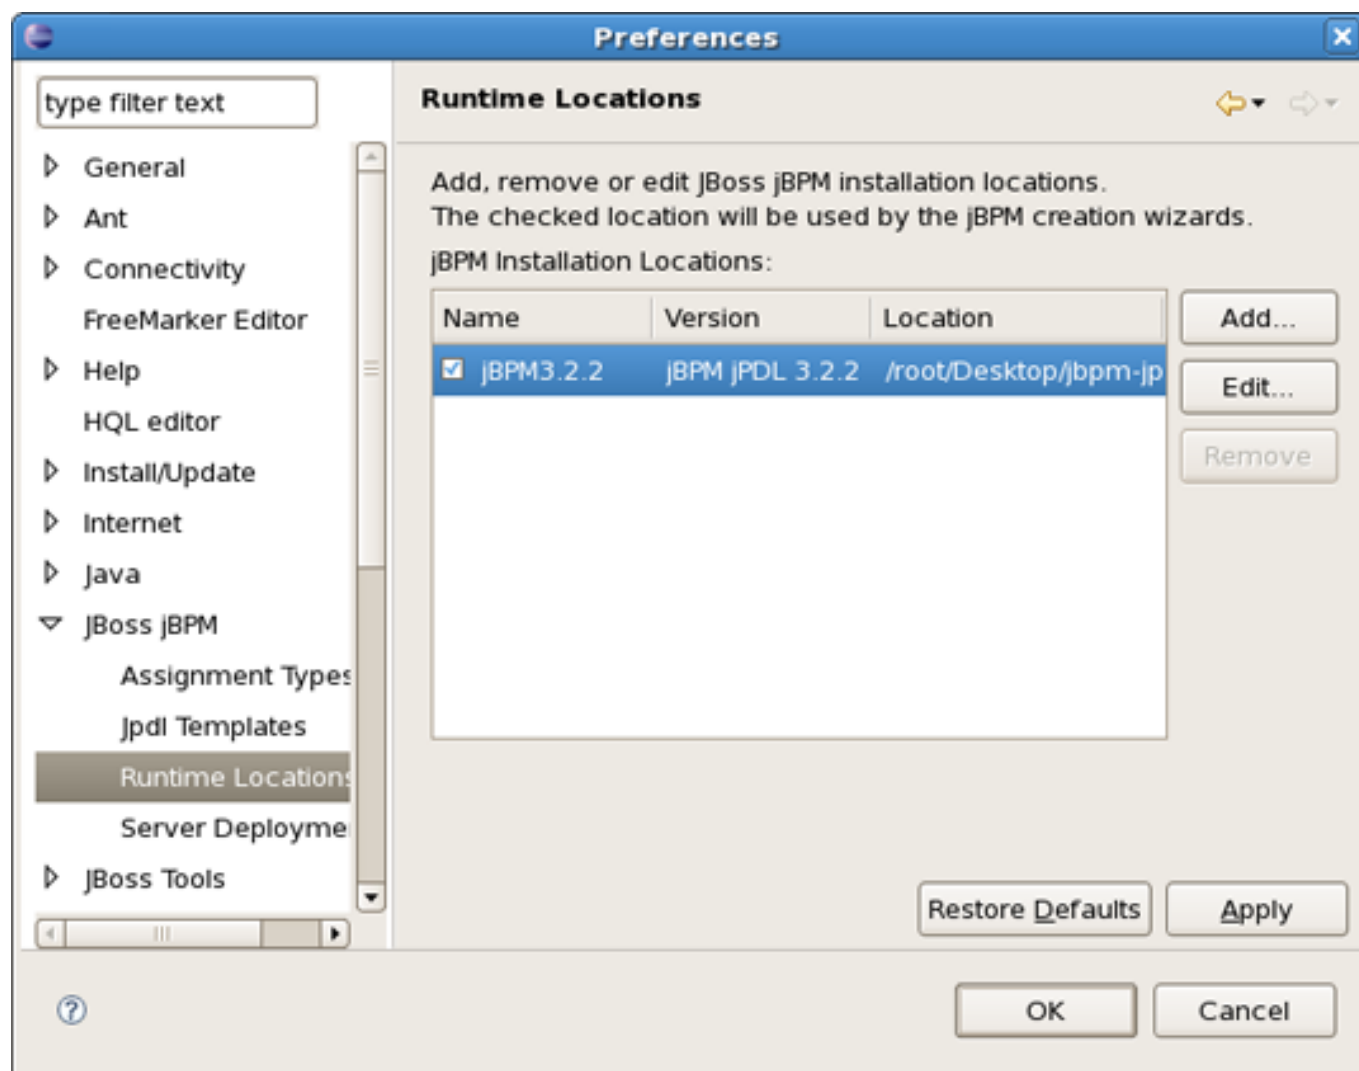 Preferences
type filter text
General
Ant
Connectivity
FreeMarker Editor
Help
HQL editor
Install/Update
Internet
Java
JBoss jBPM
Assignment Types
Jpdl Templates
Runtime Locations
Server Deployme
JBoss Tools
Runtime Locations
Add, remove or edit JBoss jBPM installation locations.
The checked location will be used by the jBPM creation wizards.
jBPM Installation Locations:
Name Version Location
jBPM3.2.2 jBPM jPDL 3.2.2 /root/Desktop/jbpm-jp
Add...
Edit...
Remove
Restore Defaults Apply
OK Cancel